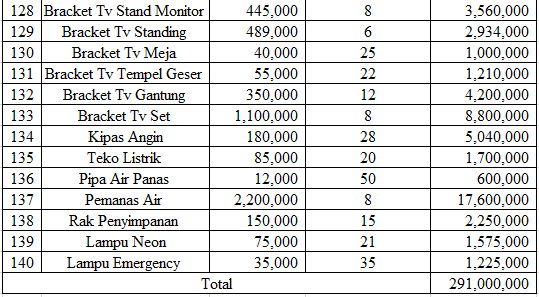 128 Bracket Tv Stand Monitor 445,000 8 3,560,000
129 Bracket Tv Standing 489,000 6 2,934,000
130 Bracket Tv Meja 40,000 25 1,000,000
131 Bracket Tv Tempel Geser 55,000 22 1,210,000
132 Bracket Tv Gantung 350,000 12 4,200,000
133 Bracket Tv Set 1,100,000 8 8,800,000
134 Kipas Angin 180,000 28 5,040,000
135 Teko Listrik 85,000 20 1,700,000
136 Pipa Air Panas 12,000 50 600,000
137 Pemanas Air 2,200,000 8 17,600,000
138 Rak Penyimpanan 150,000 15 2,250,000
139 Lampu Neon 75,000 21 1,575,000
140 Lampu Emergency 35,000 35 1,225,000
Total 291,000,000